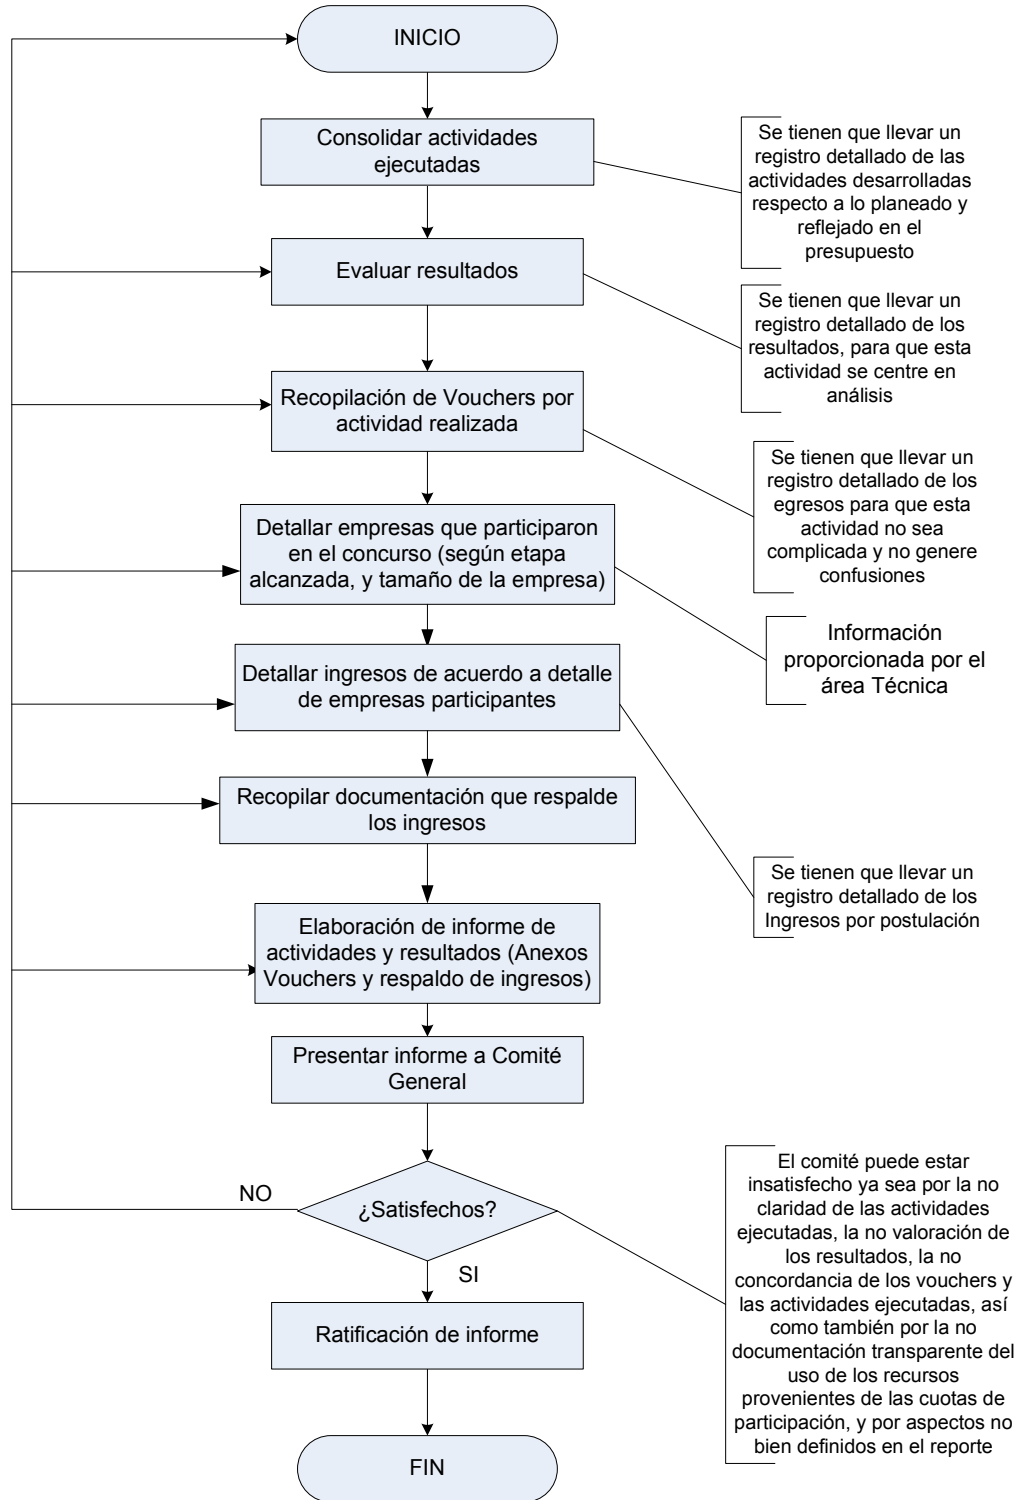 INICIO
Consolidar actividades
ejecutadas
Se tienen que llevar un
registro detallado de las
actividades desarrolladas
respecto a lo planeado y
reflejado en el
presupuesto
Evaluar resultados
Se tienen que llevar un
registro detallado de los
resultados, para que esta
actividad se centre en
análisis
Recopilación de Vouchers por
actividad realizada
Se tienen que llevar un
registro detallado de los
egresos para que esta
actividad no sea
complicada y no genere
confusiones
Detallar empresas que participaron
en el concurso (según etapa
alcanzada, y tamaño de la empresa)
Información
proporcionada por el
área Técnica
Detallar ingresos de acuerdo a detalle
de empresas participantes
Recopilar documentación que respalde
los ingresos
Se tienen que llevar un
registro detallado de los
Ingresos por postulación
Elaboración de informe de
actividades y resultados (Anexos
Vouchers y respaldo de ingresos)
Presentar informe a Comité
General
¿Satisfechos?
NO
SI
El comité puede estar
insatisfecho ya sea por la no
claridad de las actividades
ejecutadas, la no valoración de
los resultados, la no
concordancia de los vouchers y
las actividades ejecutadas, así
como también por la no
documentación transparente del
uso de los recursos
provenientes de las cuotas de
participación, y por aspectos no
bien definidos en el reporte
Ratificación de informe
FIN